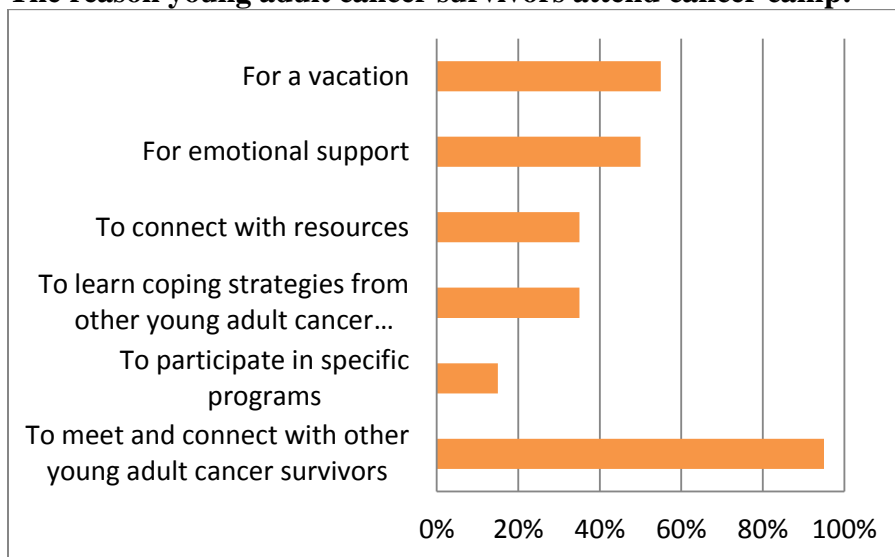 The reason young adult cancer survivors attend cancer camp.
For a vacation
For emotional support
To connect with resources
To learn coping strategies from
other young adult cancer...
To participate in specific
programs
To meet and connect with other
young adult cancer survivors
0% 20% 40% 60% 80% 100%